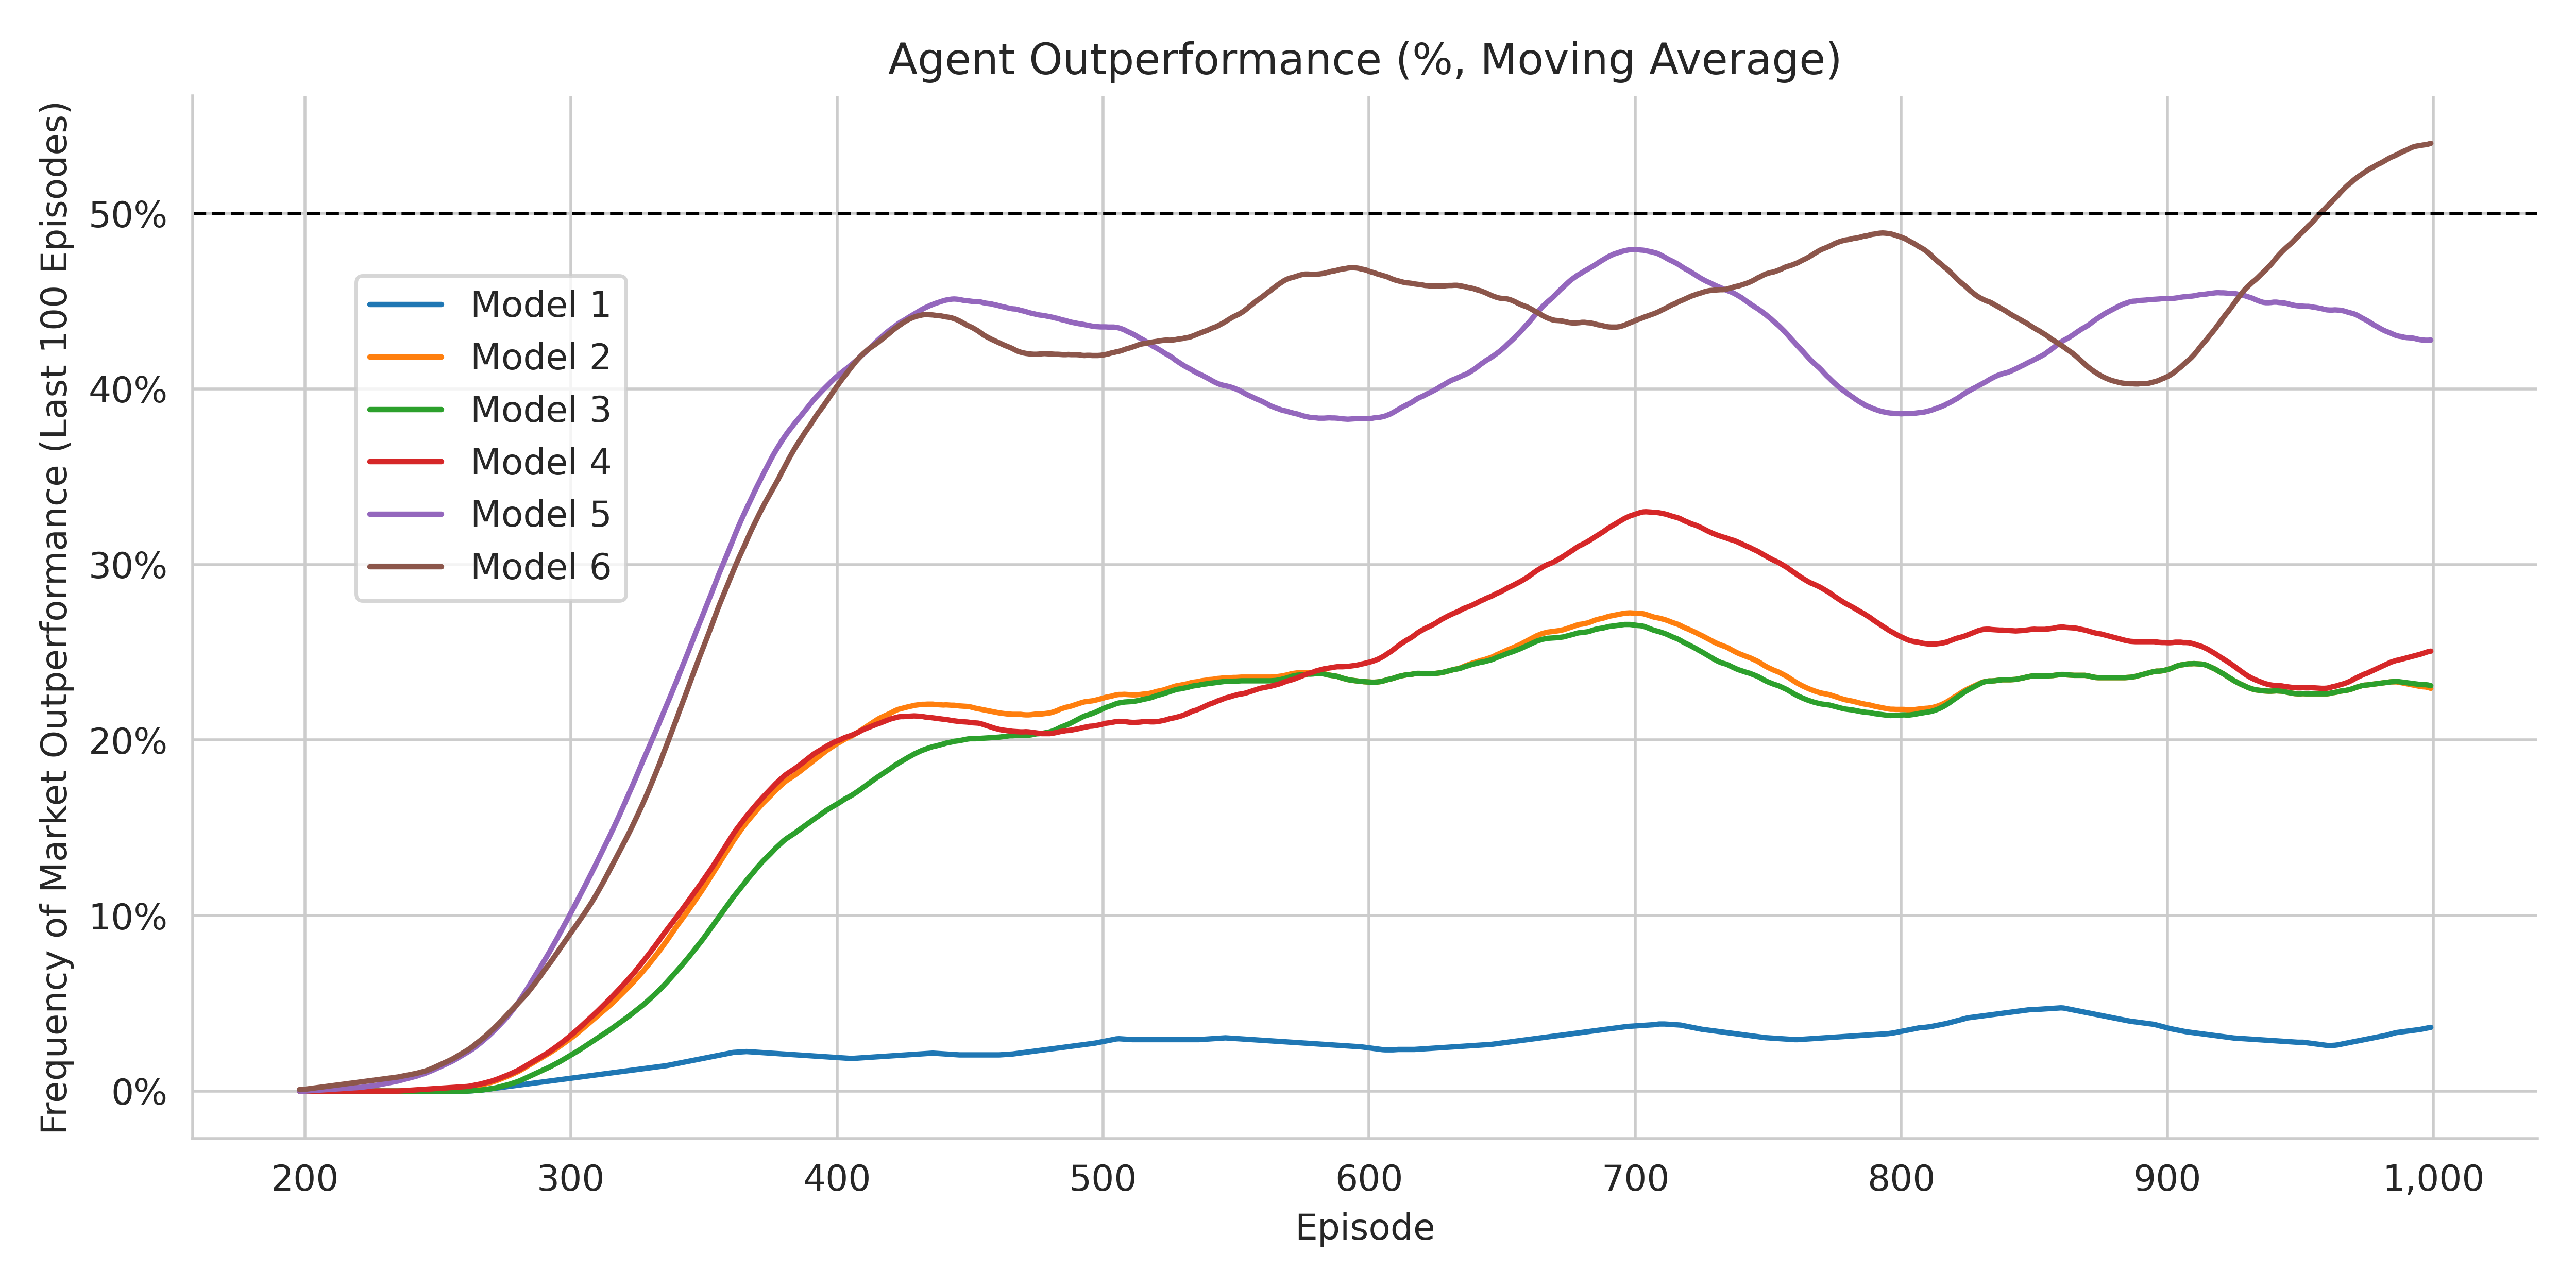 Agent Outperformance (%, Moving Average)
Frequency of Market Outperformance (Last 100 Episodes)
50%
40%
30%
20%
10%
0%
Model 1
Model 2
Model 3
Model 4
Model 5
Model 6
200 300 400 500 600 700 800 900 1,000
Episode